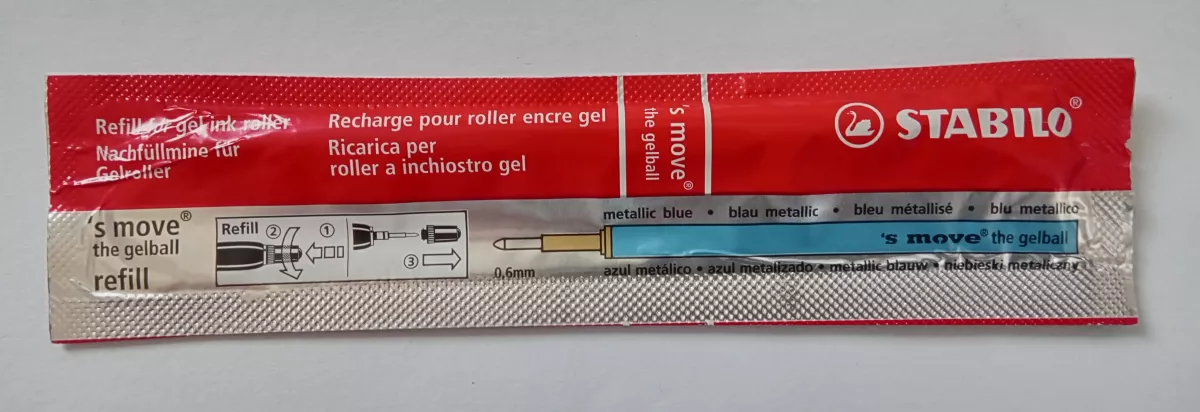 Refill für gel ink roller
Nachfüllmine für
Gelroller
Recharge pour roller encre gel
Ricarica per
roller a inchiostro gel
's move®
the gelball
STABILO®
's move®
the gelball
refill
Refill ② ①
③
0,6mm
metallic blue • blau metallic • bleu métallisé • blu metallico
's move® the gelball
azul metálico • azul metalizado • metallic blauw • niebieski metaliczny